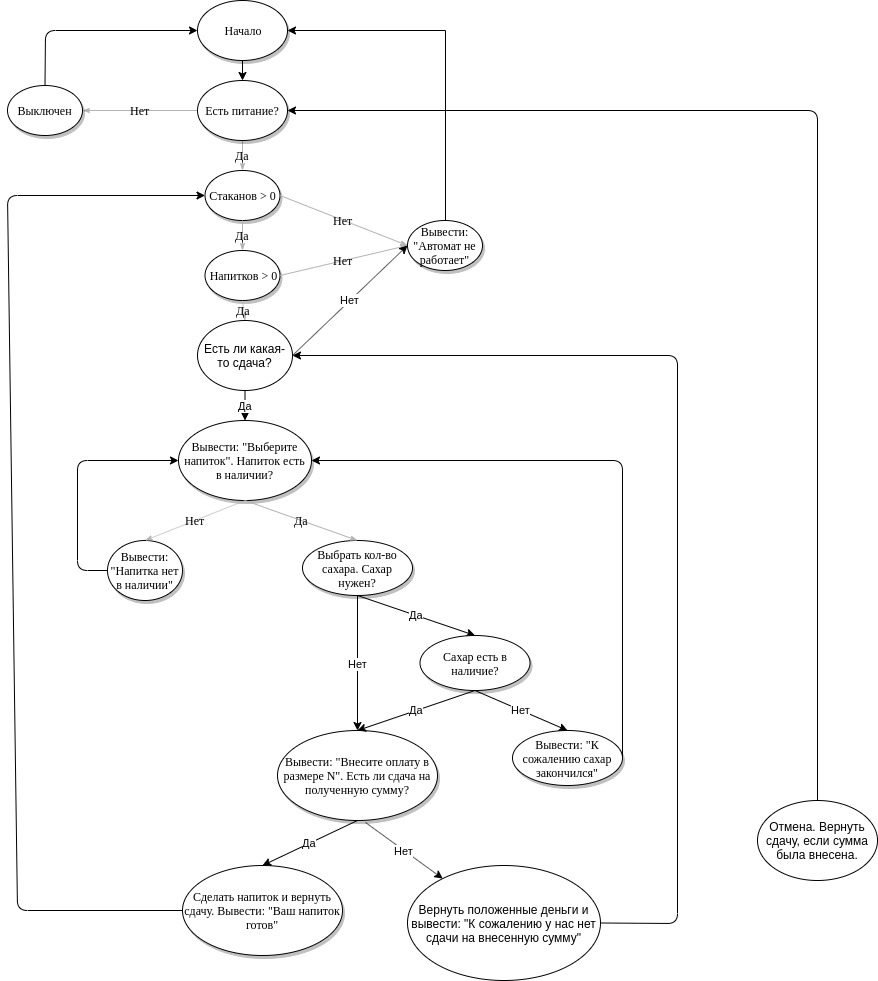 Начало
Выключен
Нет
Есть питание?
Да
Стаканов > 0
Нет
Вывести:
"Автомат не
работает"
Да
Напитков > 0
Нет
Нет
Да
Есть ли какая-
то сдача?
Да
Вывести: "Выберите
напиток". Напиток есть
в наличии?
Нет
Да
Вывести:
"Напитка нет
в наличии"
Выбрать кол-во
сахара. Сахар
нужен?
Да
Нет
Сахар есть в
наличие?
Да
Нет
Вывести: "Внесите оплату в
размере N". Есть ли сдача на
полученную сумму?
Вывести: "К
сожалению сахар
закончился"
Отмена. Вернуть
сдачу, если сумма
была внесена.
Да
Нет
Сделать напиток и вернуть
сдачу. Вывести: "Ваш напиток
готов"
Вернуть положенные деньги и
вывести: "К сожалению у нас нет
сдачи на внесенную сумму"